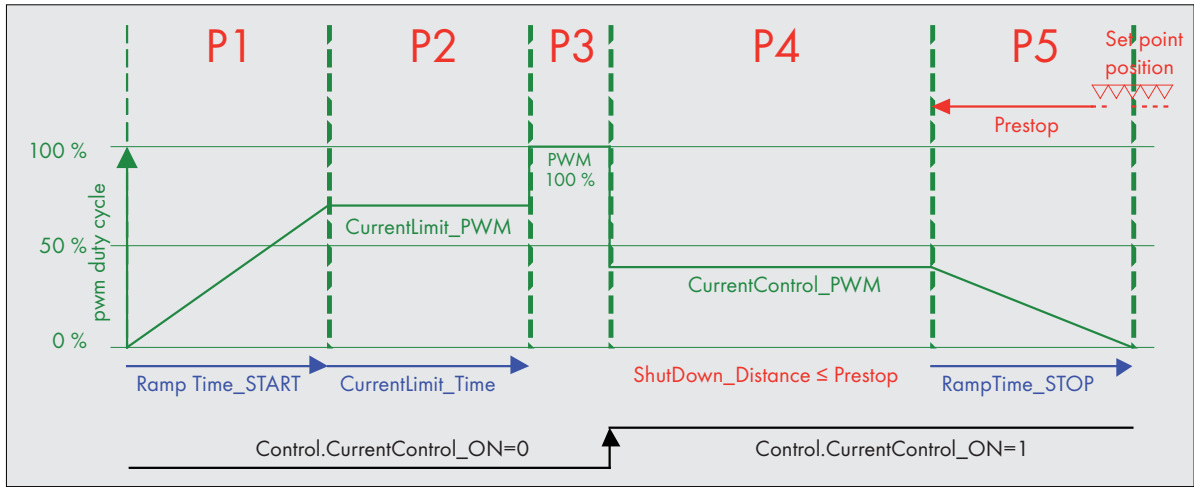 P1
P2
P3
P4
P5
Set point
position
Prestop
100 %
PWM
100 %
pwm duty cycle
CurrentLimit_PWM
50 %
CurrentControl_PWM
0 %
Ramp Time_START
CurrentLimit_Time
ShutDown_Distance ≤ Prestop
RampTime_STOP
Control.CurrentControl_ON=0
Control.CurrentControl_ON=1